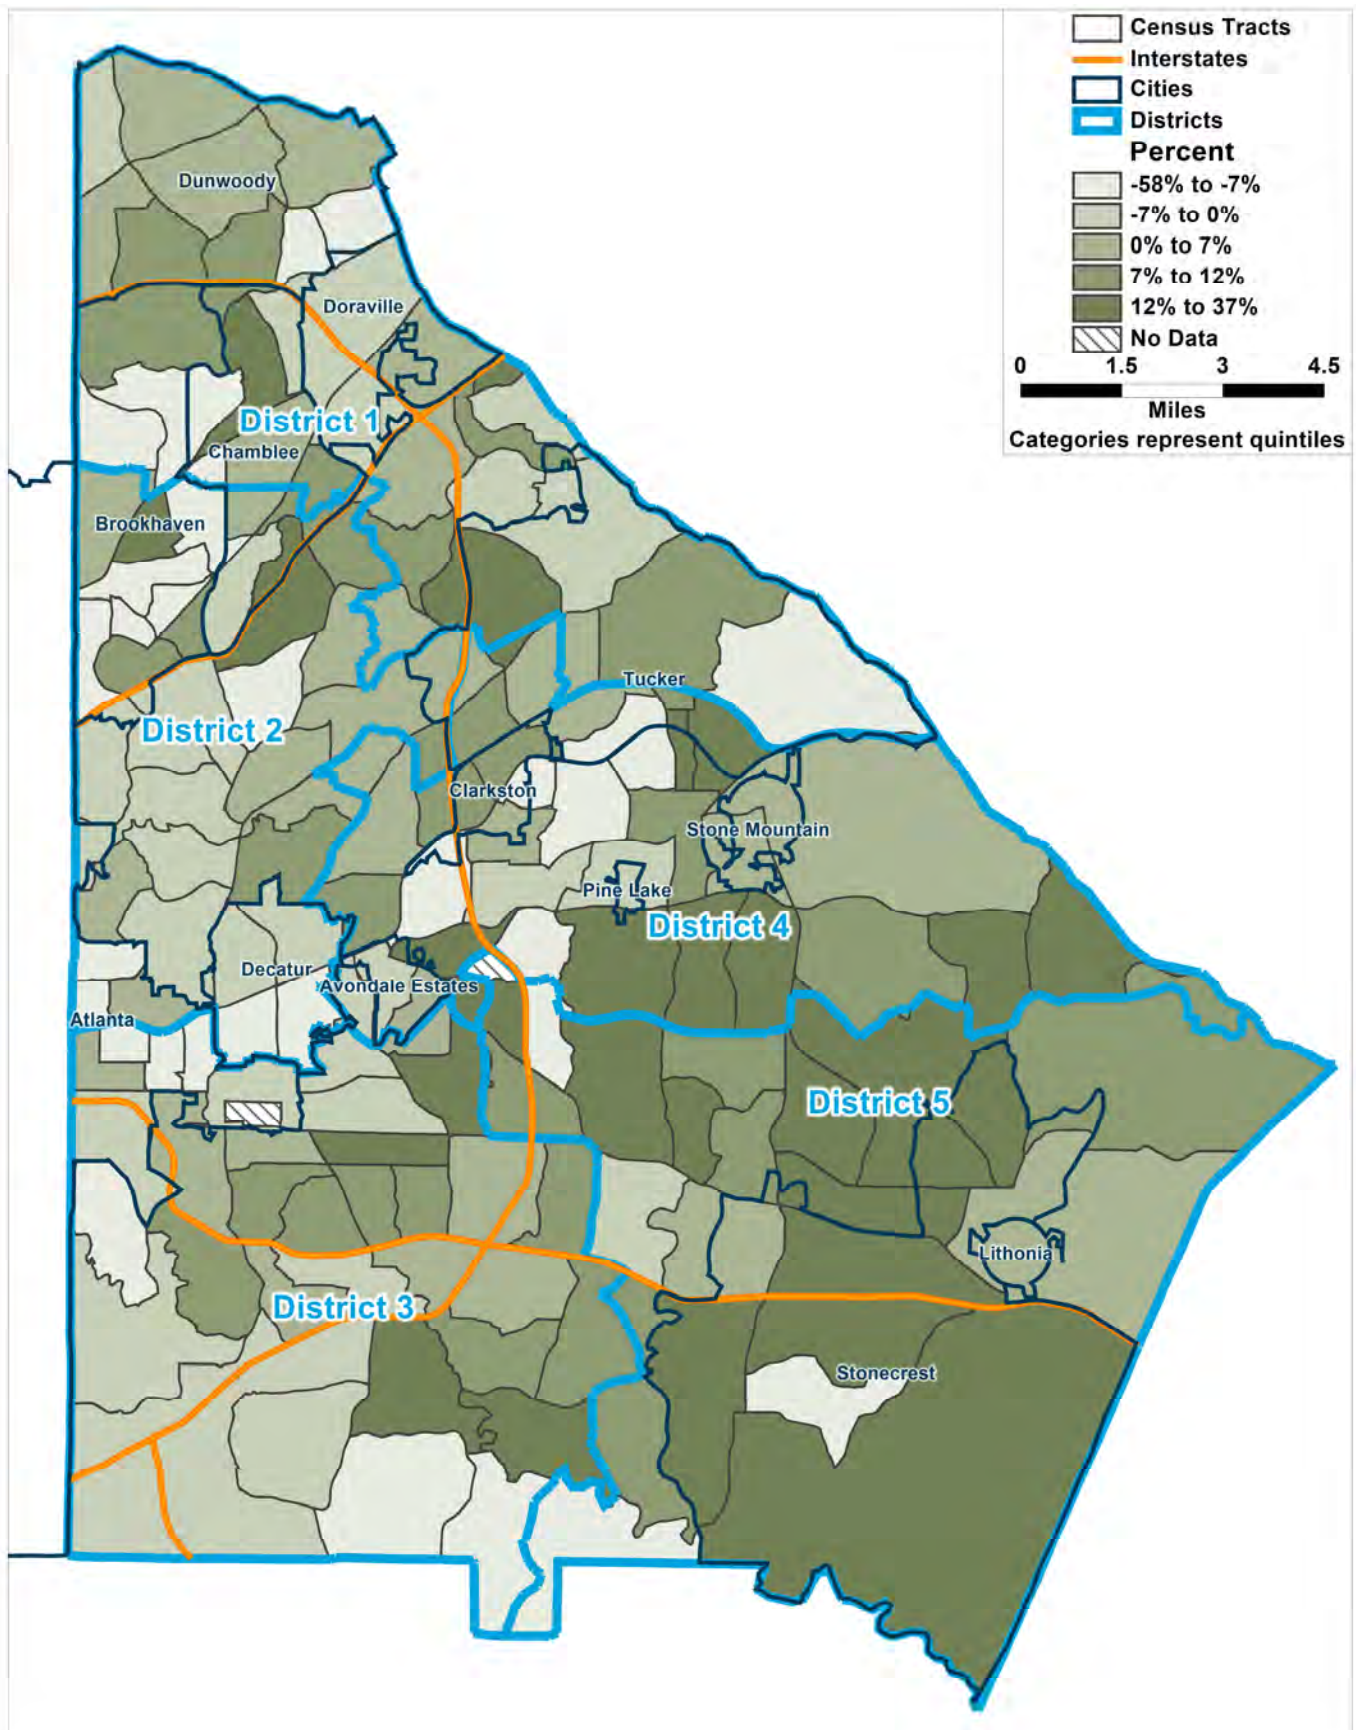 Census Tracts
Interstates
Cities
Districts
Percent
-58% to -7%
-7% to 0%
0% to 7%
7% to 12%
12% to 37%
No Data
0 1.5 3 4.5
Miles
Categories represent quintiles
Dunwoody
Doraville
District 1
Chamblee
Brookhaven
Tucker
District 2
Clarkston
Stone Mountain
Pine Lake
District 4
Decatur
Avondale Estates
Atlanta
District 5
Lithonia
District 3
Stonecrest